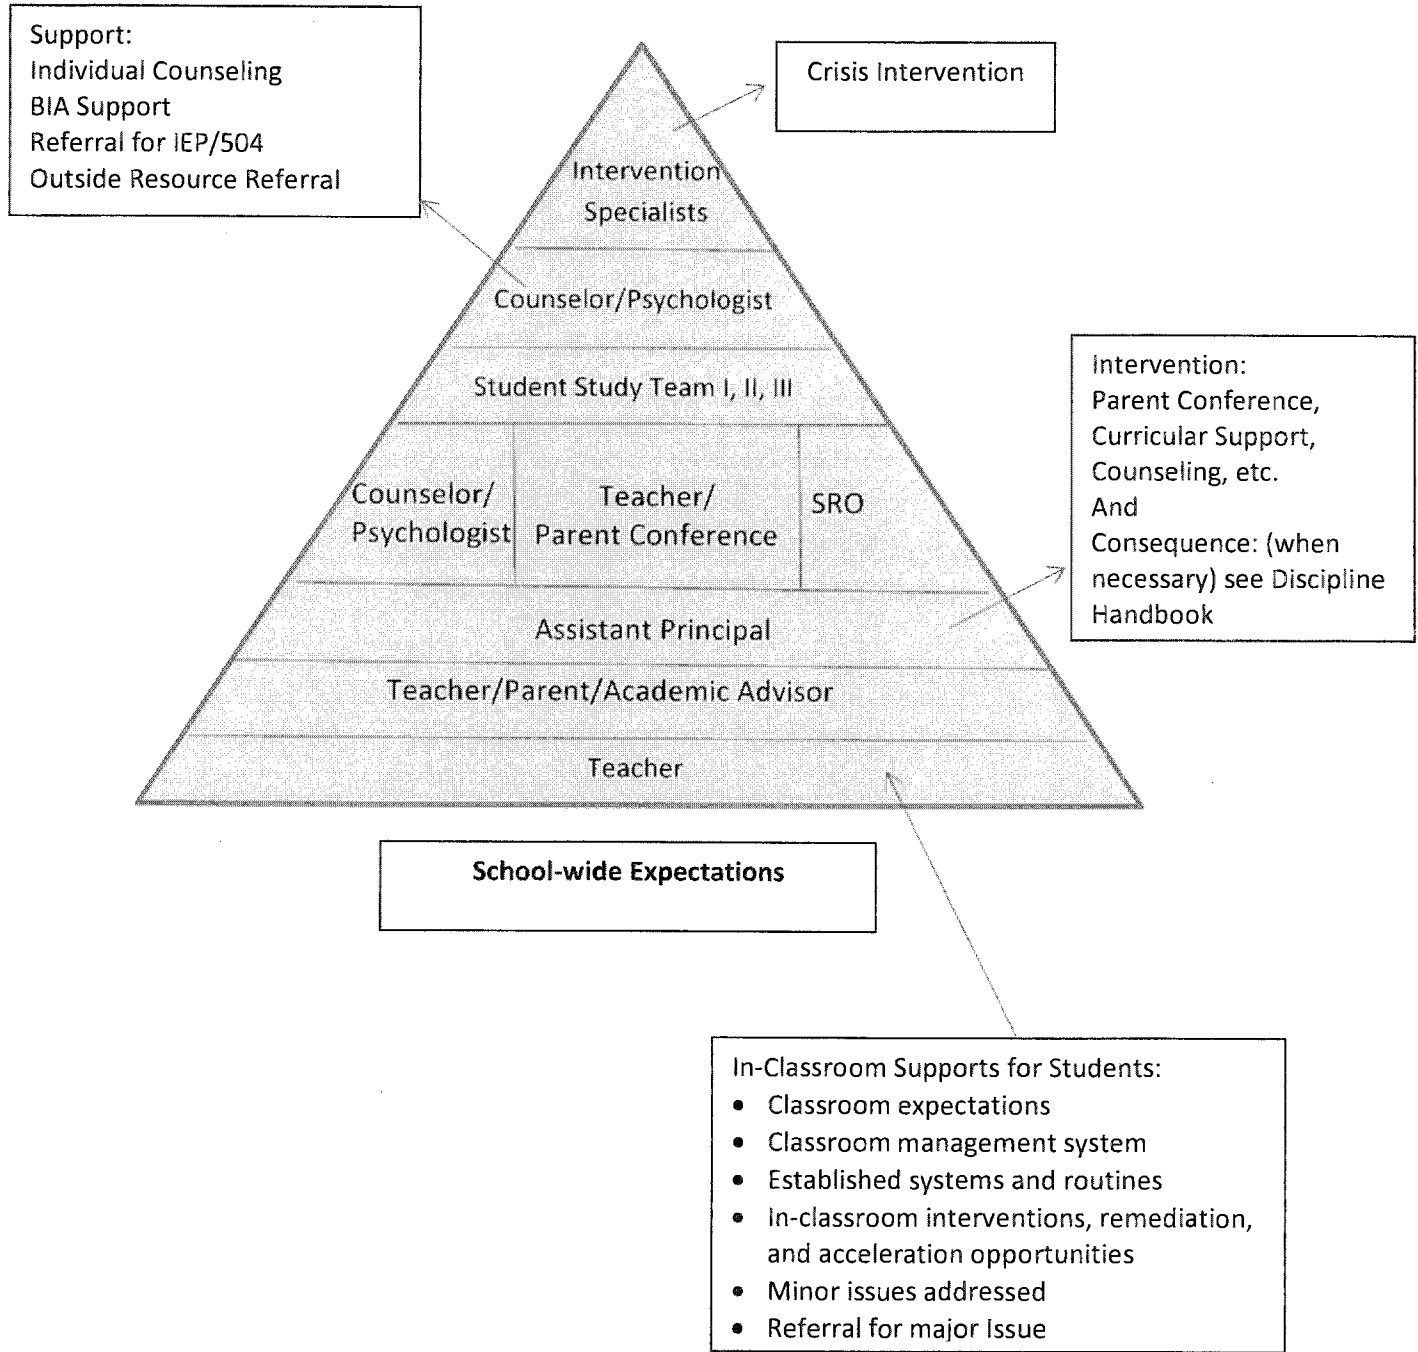 Support:
Individual Counseling
BIA Support
Referral for IEP/504
Outside Resource Referral
Crisis Intervention
Intervention
Specialists
Counselor/Psychologist
Student Study Team I, II, III
Counselor/
Psychologist
Teacher/
Parent Conference
SRO
Intervention:
Parent Conference,
Curricular Support,
Counseling, etc.
And
Consequence: (when
necessary) see Discipline
Handbook
Assistant Principal
Teacher/Parent/Academic Advisor
Teacher
School-wide Expectations
In-Classroom Supports for Students:
• Classroom expectations
• Classroom management system
• Established systems and routines
• In-classroom interventions, remediation,
and acceleration opportunities
• Minor issues addressed
• Referral for major Issue